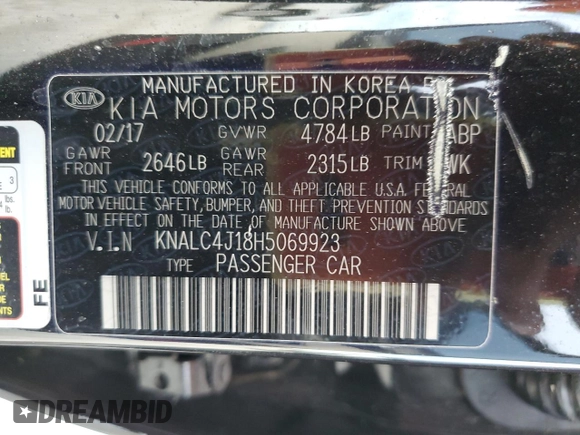 MANUFACTURED IN KOREA
KIA
KIA MOTORS CORPORATION
02/17 GVWR 4784LB PAINT ABP
GAWR FRONT 2646LB GAWR REAR 2315LB TRIM WK
THIS VEHICLE CONFORMS TO ALL APPLICABLE U.S.A. FEDERAL
MOTOR VEHICLE SAFETY, BUMPER, AND THEFT PREVENTION STANDARDS
IN EFFECT ON THE DATE OF MANUFACTURE SHOWN ABOVE
V.I.N KNALC4J18H5069923
TYPE PASSENGER CAR
FE
3
DREAMBID